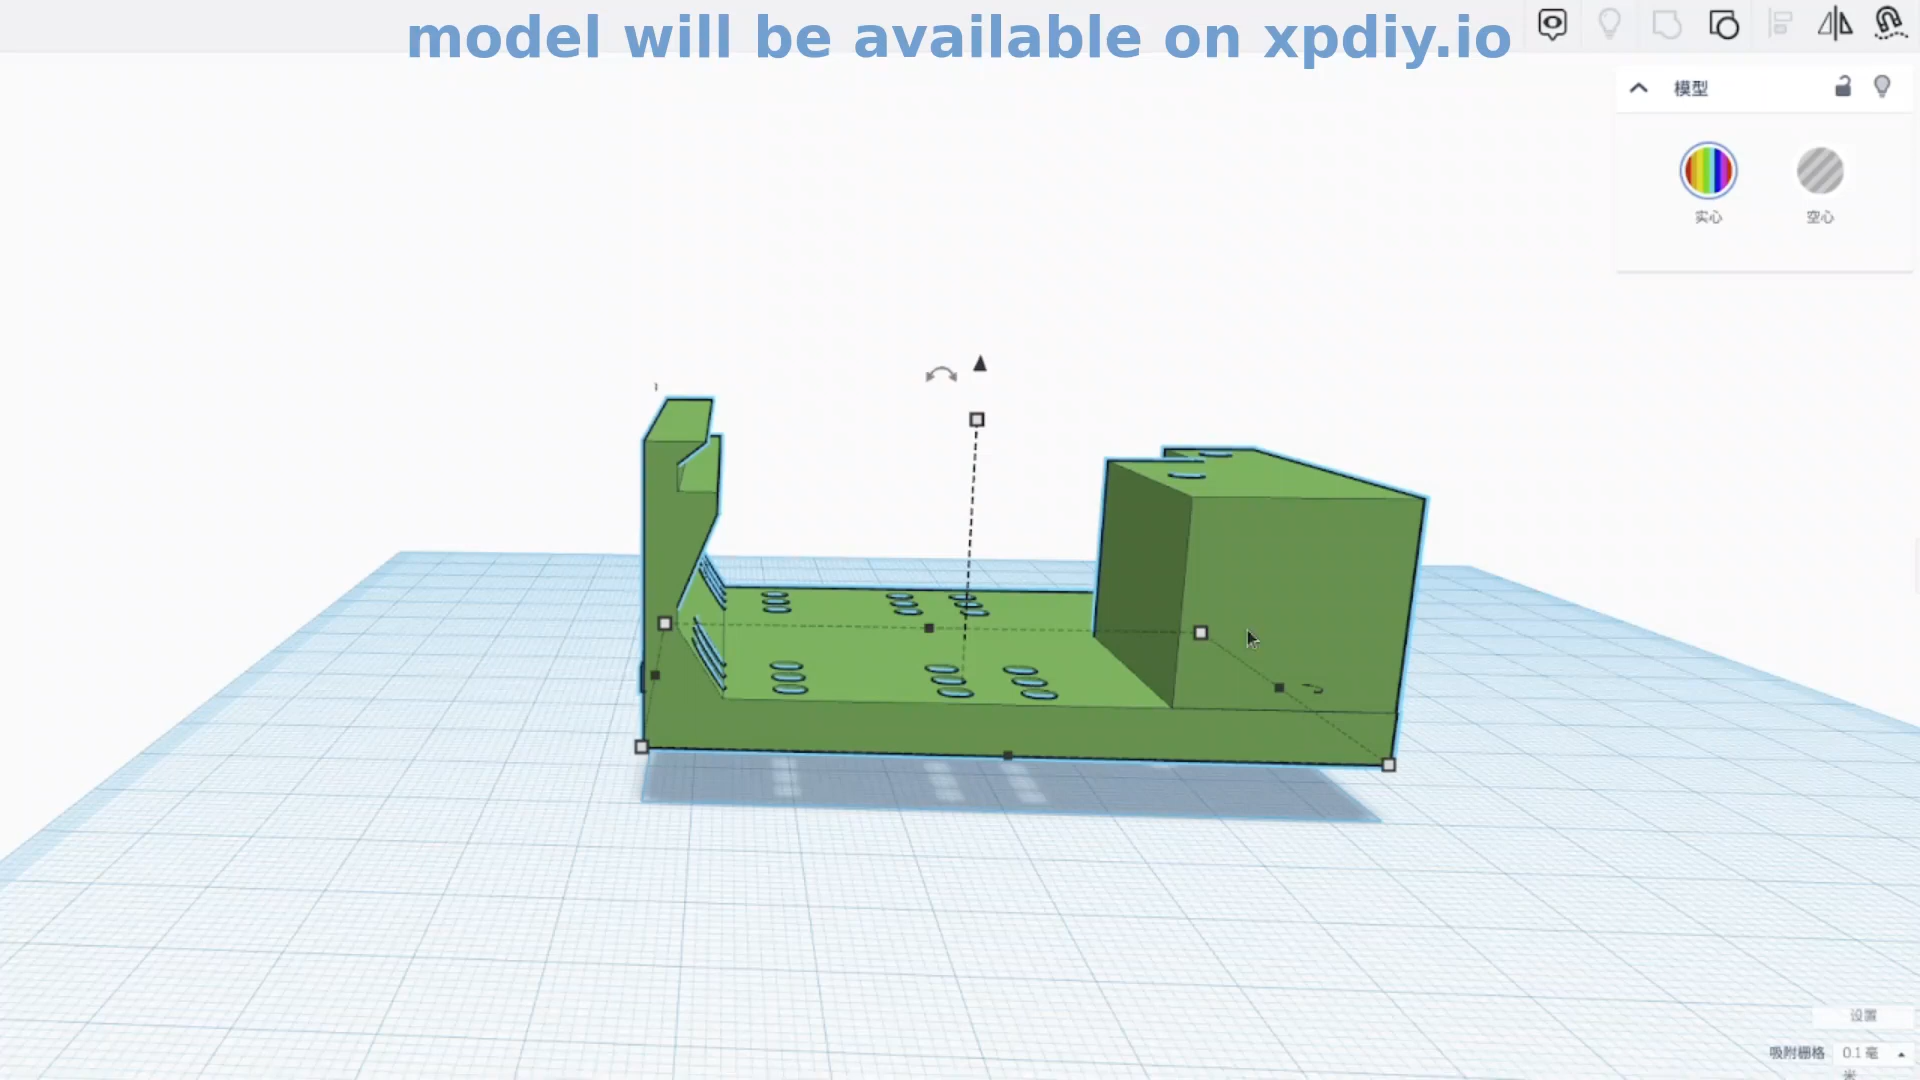 model will be available on xpdiy.io
模型
实心
空心
设置
吸附栅格 0.1 毫
米